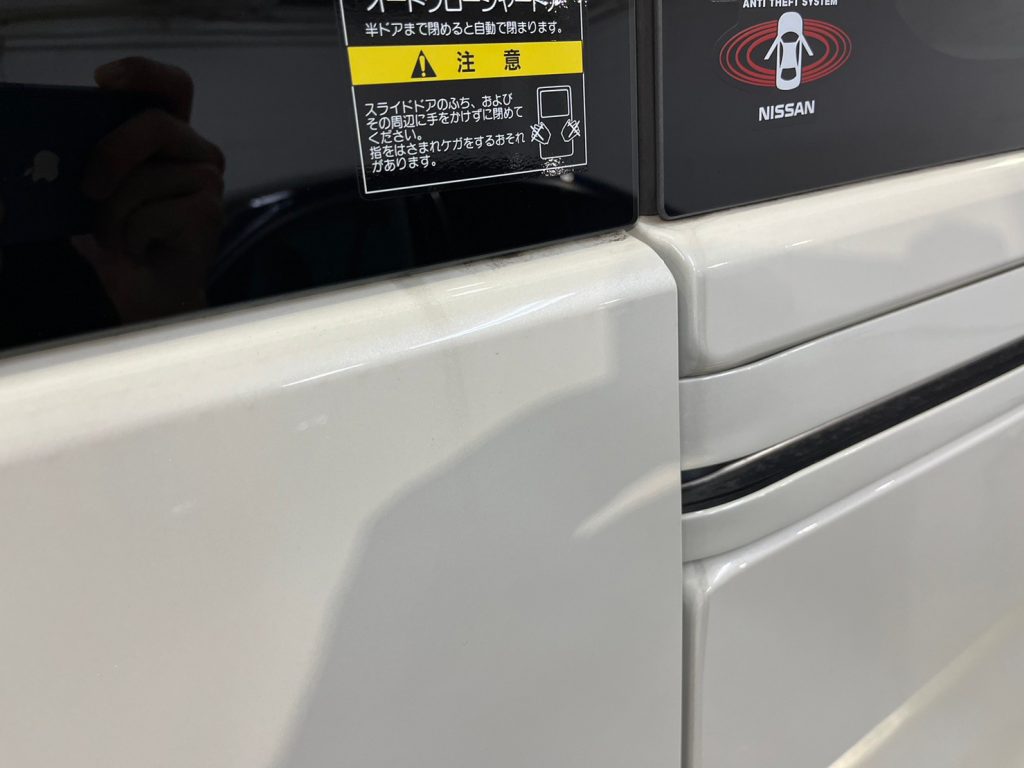 オートクロージャードア
半ドアまで閉めると自動で閉まります。
注 意
スライドドアのふち、および
その周辺に手をかけずに閉めて
ください。
指をはさまれケガをするおそれ
があります。
ANTI THEFT SYSTEM
NISSAN